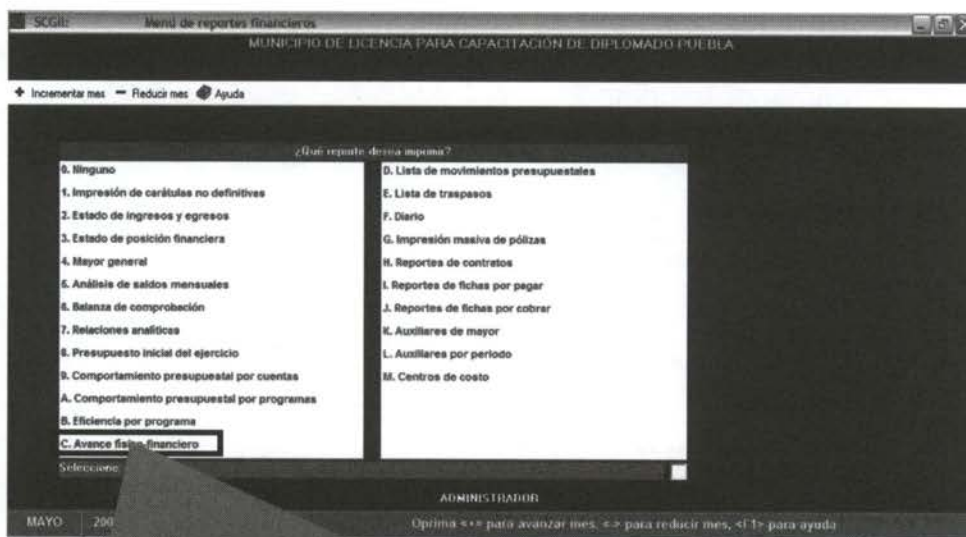 SCGII: Menú de reportes financieros
MUNICIPIO DE LICENCIA PARA CAPACITACIÓN DE DIPLOMADO PUEBLA
+ Incrementar mes − Reducir mes Ayuda
¿Qué reporte desea imprimir?
0. Ninguno
1. Impresión de carátulas no definitivas
2. Estado de ingresos y egresos
3. Estado de posición financiera
4. Mayor general
5. Análisis de saldos mensuales
6. Balanza de comprobación
7. Relaciones analíticas
8. Presupuesto inicial del ejercicio
9. Comportamiento presupuestal por cuentas
A. Comportamiento presupuestal por programas
B. Eficiencia por programa
C. Avance físico-financiero
D. Lista de movimientos presupuestales
E. Lista de traspasos
F. Diario
G. Impresión masiva de pólizas
H. Reportes de contratos
I. Reportes de fichas por pagar
J. Reportes de fichas por cobrar
K. Auxiliares de mayor
L. Auxiliares por periodo
M. Centros de costo
Seleccione
ADMINISTRADOR
MAYO 200 Oprima <+> para avanzar mes, <-> para reducir mes, <F1> para ayuda